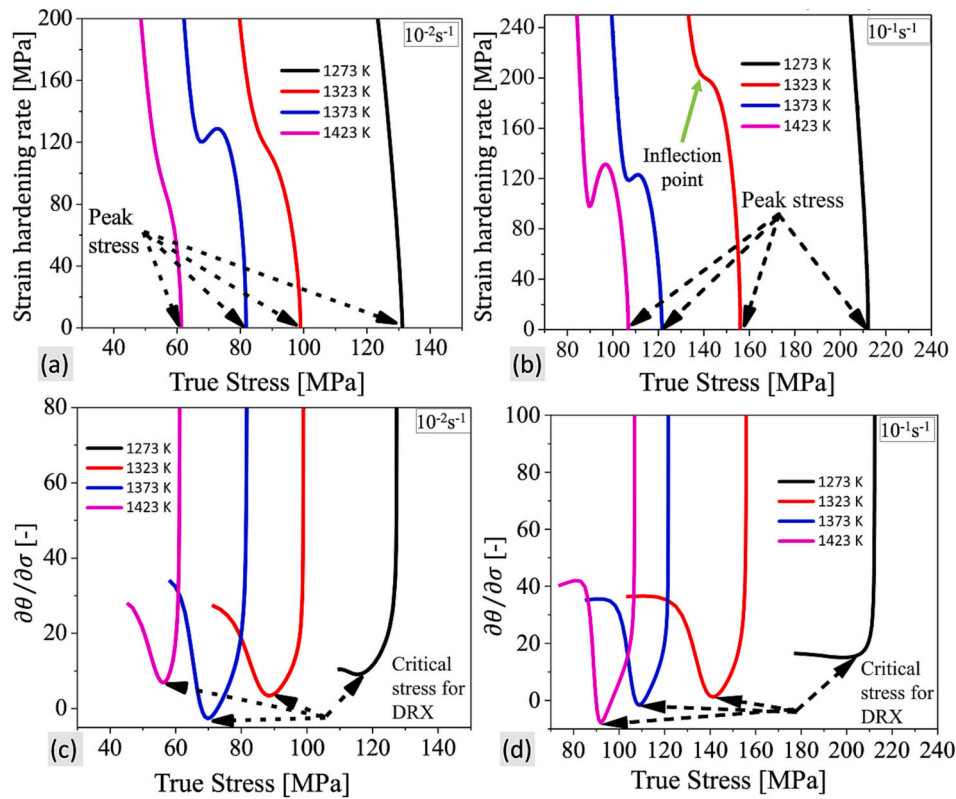 200
160
120
80
40
0
Strain hardening rate [MPa]
10⁻²s⁻¹
1273 K
1323 K
1373 K
1423 K
Peak
stress
40 60 80 100 120 140
True Stress [MPa]
(a)
240
200
160
120
80
40
0
Strain hardening rate [MPa]
10⁻¹s⁻¹
1273 K
1323 K
1373 K
1423 K
Inflection
point
Peak stress
80 100 120 140 160 180 200 220 240
True Stress [MPa]
(b)
80
60
40
20
0
∂θ/∂σ [-]
10⁻²s⁻¹
1273 K
1323 K
1373 K
1423 K
Critical
stress for
DRX
40 60 80 100 120 150
True Stress [MPa]
(c)
100
80
60
40
20
0
∂θ/∂σ [-]
10⁻¹s⁻¹
1273 K
1323 K
1373 K
1423 K
Critical
stress for
DRX
80 100 120 140 160 180 200 220 240
True Stress [MPa]
(d)